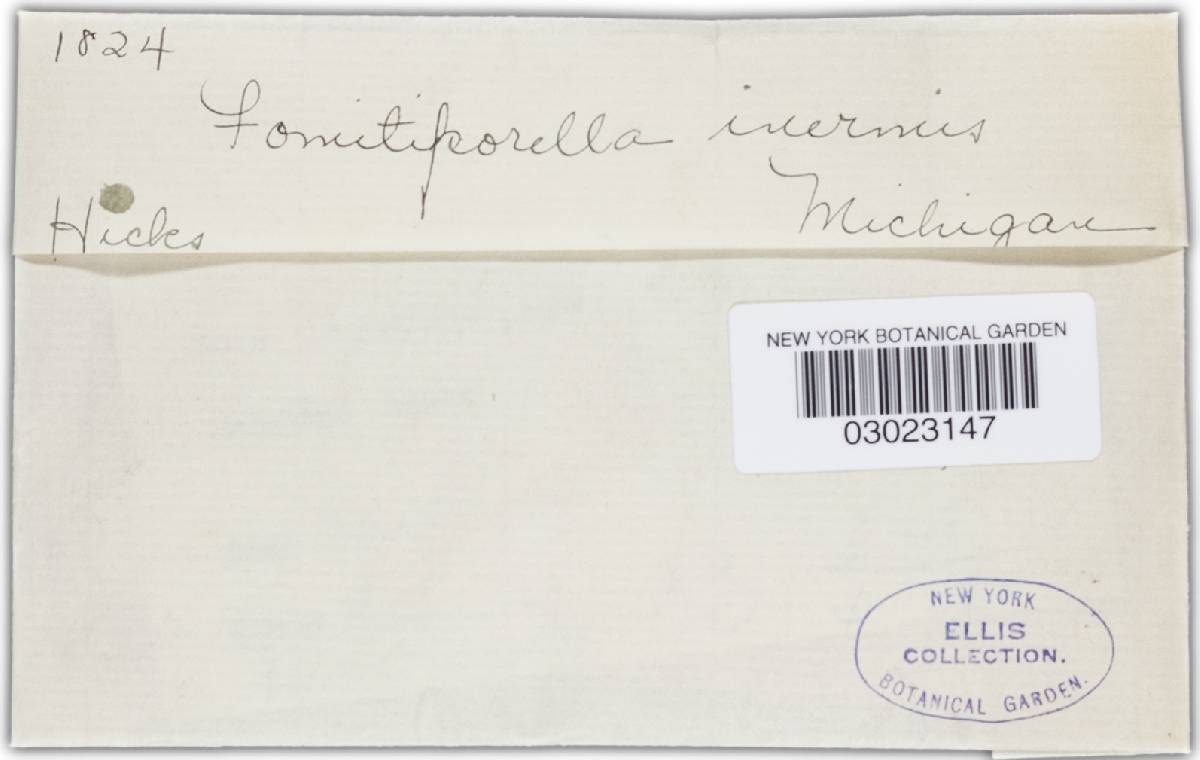 1824
Fomitiporella inermis
Hicks
Michigan
NEW YORK BOTANICAL GARDEN
03023147
NEW YORK
ELLIS
COLLECTION.
BOTANICAL GARDEN.